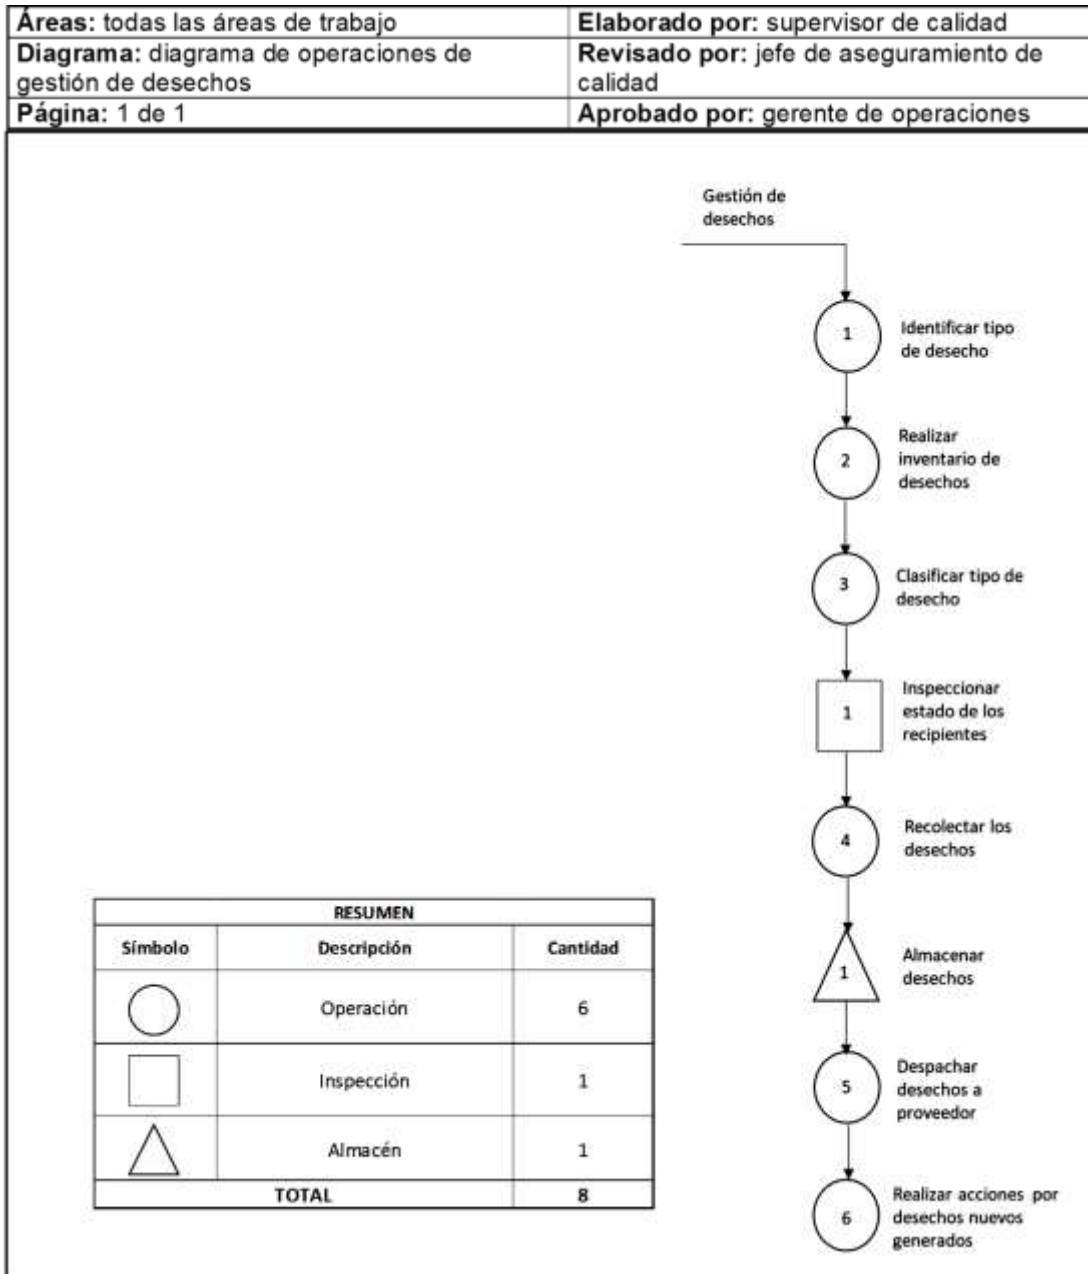 Áreas: todas las áreas de trabajo
Elaborado por: supervisor de calidad
Diagrama: diagrama de operaciones de
gestión de desechos
Revisado por: jefe de aseguramiento de
calidad
Página: 1 de 1
Aprobado por: gerente de operaciones
Gestión de
desechos
1
Identificar tipo
de desecho
2
Realizar
inventario de
desechos
3
Clasificar tipo de
desecho
1
Inspeccionar
estado de los
recipientes
4
Recolectar los
desechos
1
Almacenar
desechos
5
Despachar
desechos a
proveedor
6
Realizar acciones por
desechos nuevos
generados
RESUMEN
Símbolo Descripción Cantidad
Operación 6
Inspección 1
Almacén 1
TOTAL 8